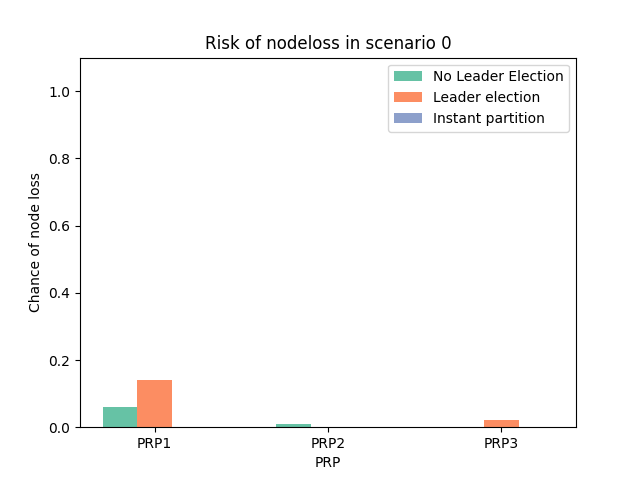 Risk of nodeloss in scenario 0
No Leader Election
Leader election
Instant partition
Chance of node loss
1.0
0.8
0.6
0.4
0.2
0.0
PRP1 PRP2 PRP3
PRP